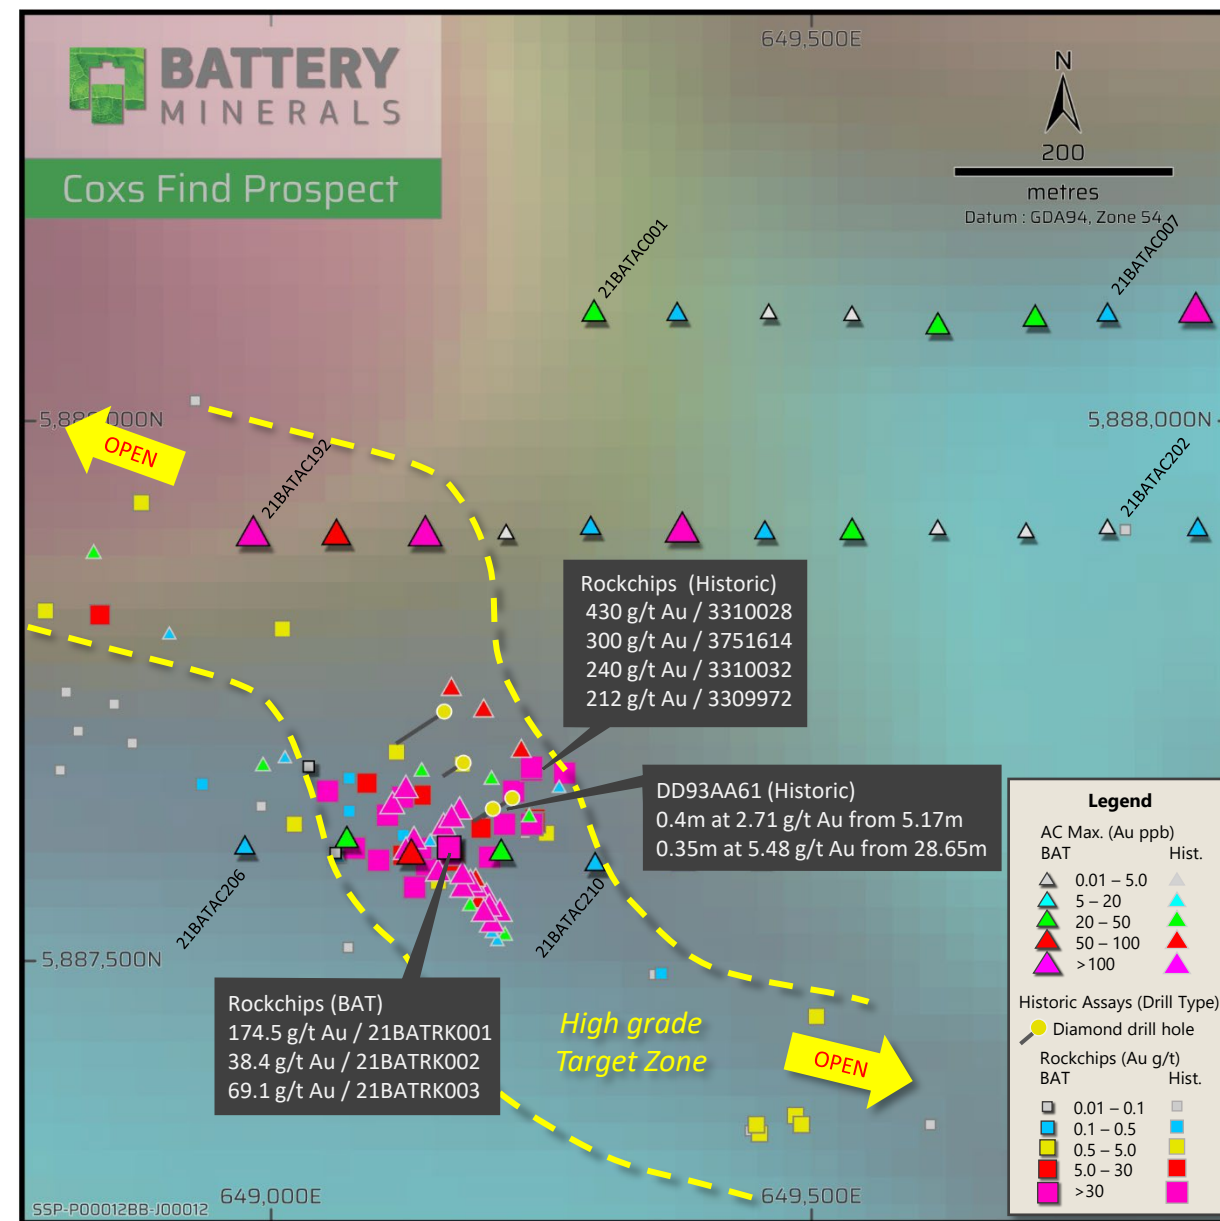 BATTERY
MINERALS
Coxs Find Prospect
649,500E
N
200
metres
Datum : GDA94, Zone 54
21BATAC001
21BATAC007
5,888,000N
5,888,000N
OPEN
21BATAC192
21BATAC202
Rockchips (Historic)
430 g/t Au / 3310028
300 g/t Au / 3751614
240 g/t Au / 3310032
212 g/t Au / 3309972
DD93AA61 (Historic)
0.4m at 2.71 g/t Au from 5.17m
0.35m at 5.48 g/t Au from 28.65m
21BATAC206
21BATAC210
5,887,500N
Rockchips (BAT)
174.5 g/t Au / 21BATRK001
38.4 g/t Au / 21BATRK002
69.1 g/t Au / 21BATRK003
High grade
Target Zone
OPEN
Legend
AC Max. (Au ppb)
BAT Hist.
0.01 – 5.0
5 – 20
20 – 50
50 – 100
>100
Historic Assays (Drill Type)
Diamond drill hole
Rockchips (Au g/t)
BAT Hist.
0.01 – 0.1
0.1 – 0.5
0.5 – 5.0
5.0 – 30
>30
649,000E
649,500E
SSP-P00012BB-J00012